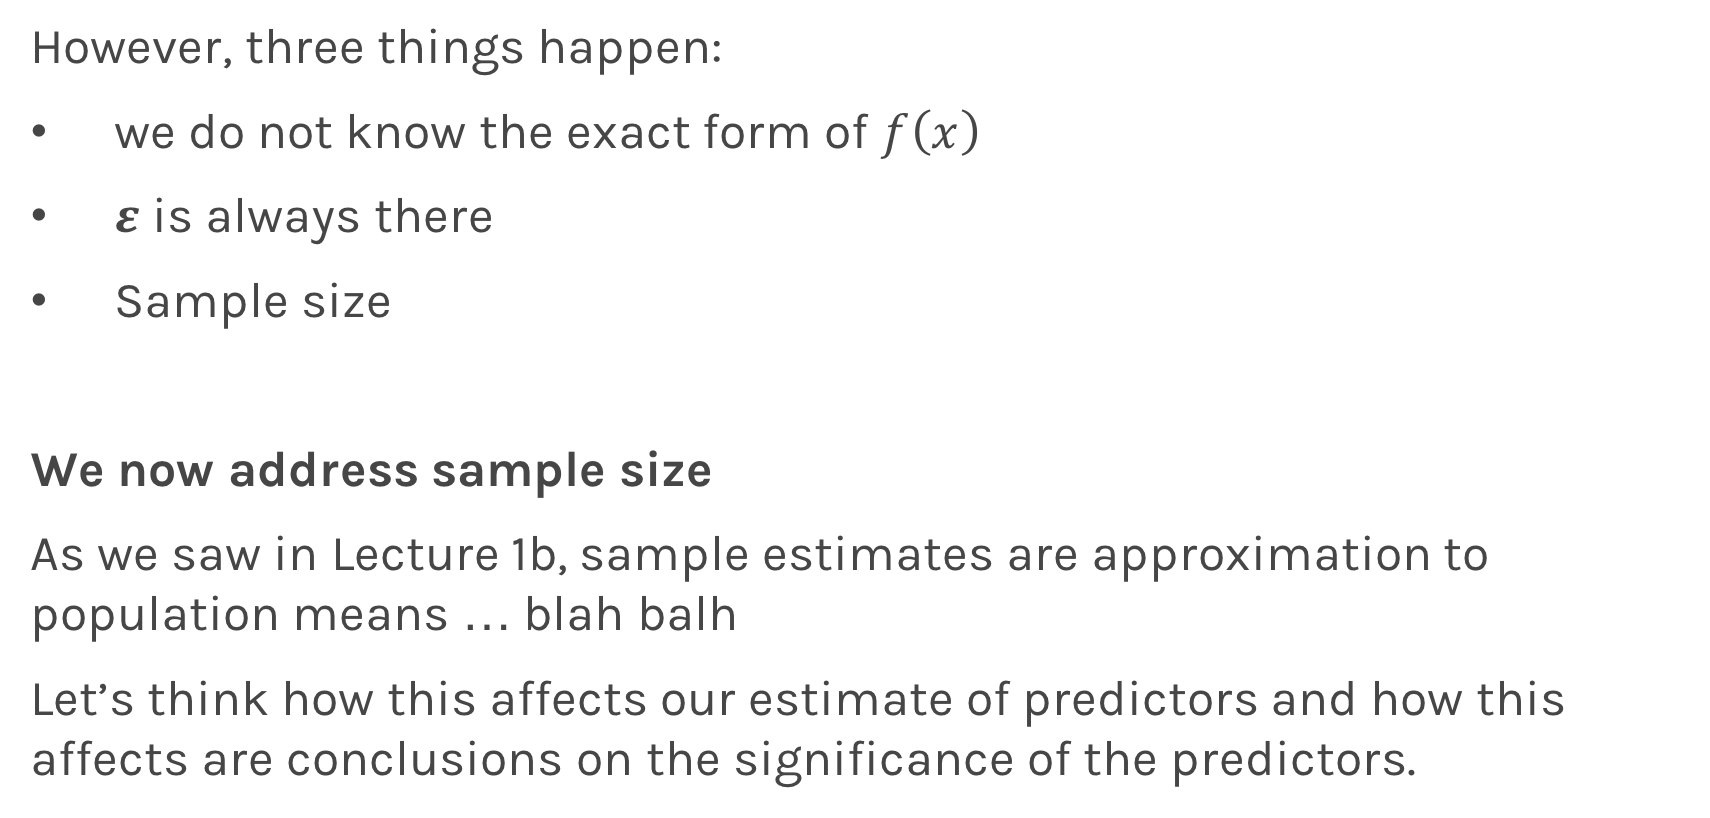 However, three things happen:
• we do not know the exact form of f(x)
• ε is always there
• Sample size
We now address sample size
As we saw in Lecture 1b, sample estimates are approximation to
population means … blah balh
Let’s think how this affects our estimate of predictors and how this
affects are conclusions on the significance of the predictors.